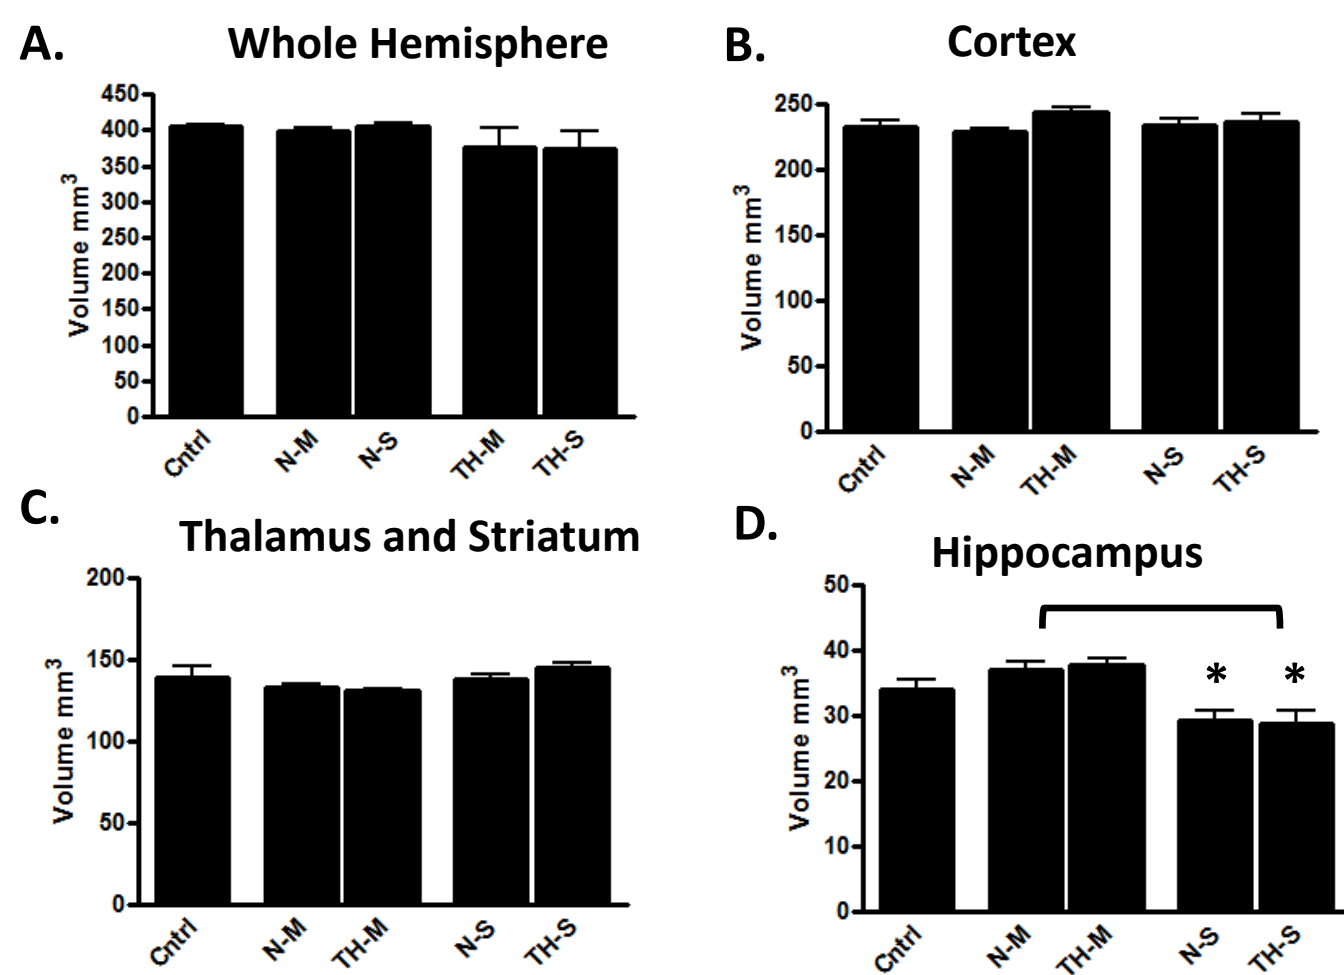 A.
Whole Hemisphere
450
400
350
300
250
200
150
100
50
0
Volume mm³
Cntrl
N-M
N-S
TH-M
TH-S
B.
Cortex
250
200
150
100
50
0
Volume mm³
Cntrl
N-M
TH-M
N-S
TH-S
C.
Thalamus and Striatum
200
150
100
50
0
Volume mm³
Cntrl
N-M
TH-M
N-S
TH-S
D.
Hippocampus
50
40
30
20
10
0
Volume mm³
* *
Cntrl
N-M
TH-M
N-S
TH-S